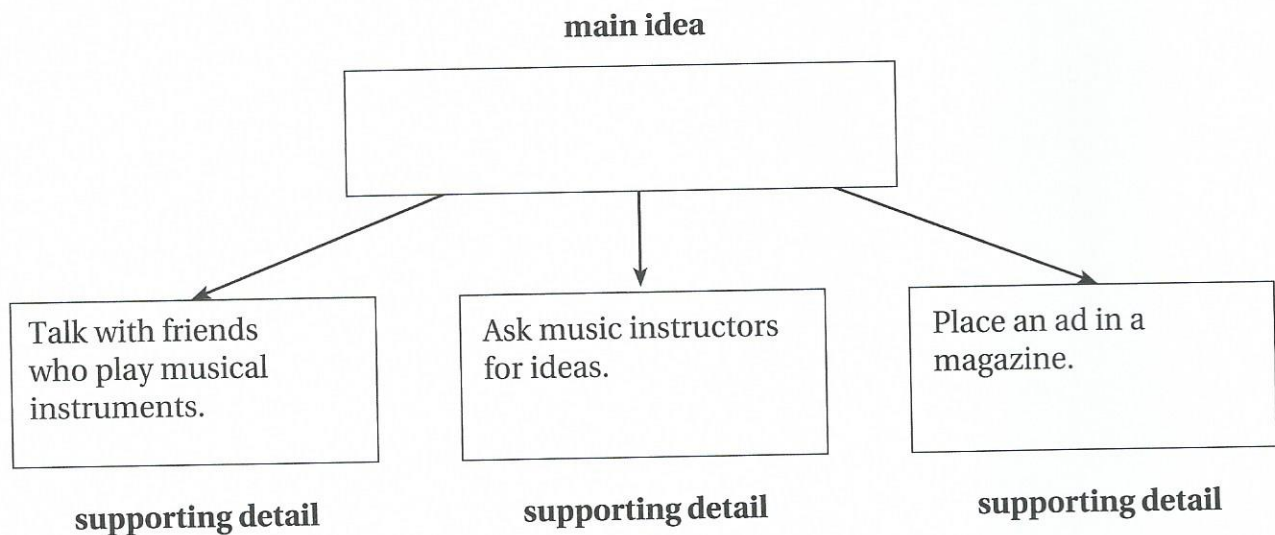 main idea
Talk with friends
who play musical
instruments.
Ask music instructors
for ideas.
Place an ad in a
magazine.
supporting detail
supporting detail
supporting detail